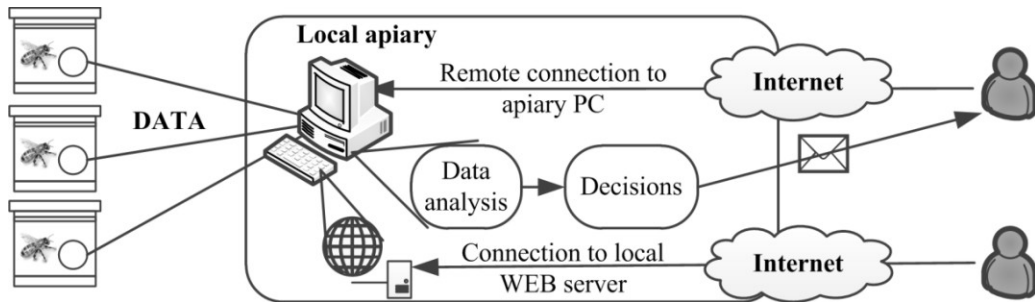 Local apiary
DATA
Remote connection to
apiary PC
Internet
Data
analysis
Decisions
Connection to local
WEB server
Internet